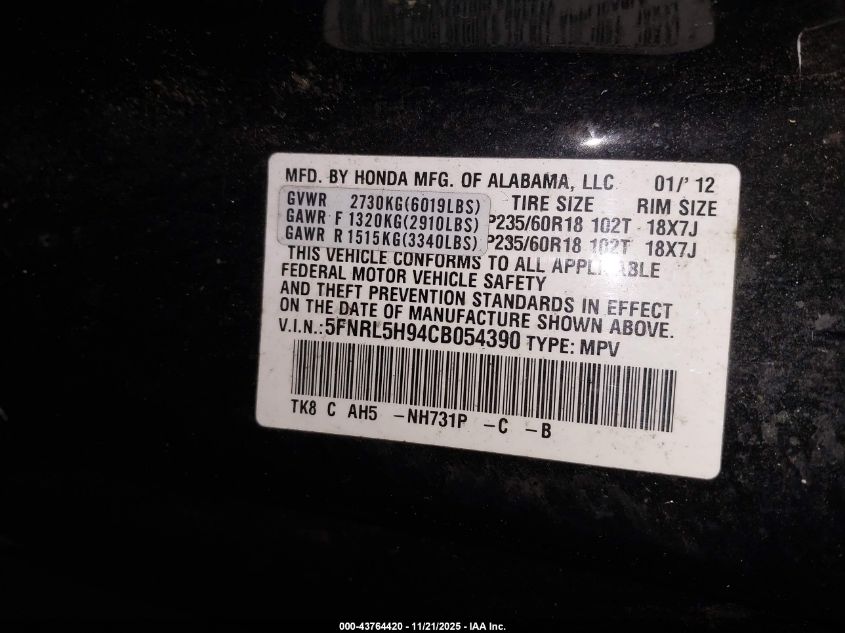 MFD. BY HONDA MFG. OF ALABAMA, LLC 01/' 12
GVWR 2730KG(6019LBS) TIRE SIZE RIM SIZE
GAWR F 1320KG(2910LBS) P235/60R18 102T 18X7J
GAWR R 1515KG(3340LBS) P235/60R18 102T 18X7J
THIS VEHICLE CONFORMS TO ALL APPLICABLE
FEDERAL MOTOR VEHICLE SAFETY
AND THEFT PREVENTION STANDARDS IN EFFECT
ON THE DATE OF MANUFACTURE SHOWN ABOVE.
V.I.N.:5FNRL5H94CB054390 TYPE: MPV
TK8 C AH5 -NH731P -C -B
000-43764420 - 11/21/2025 - IAA Inc.